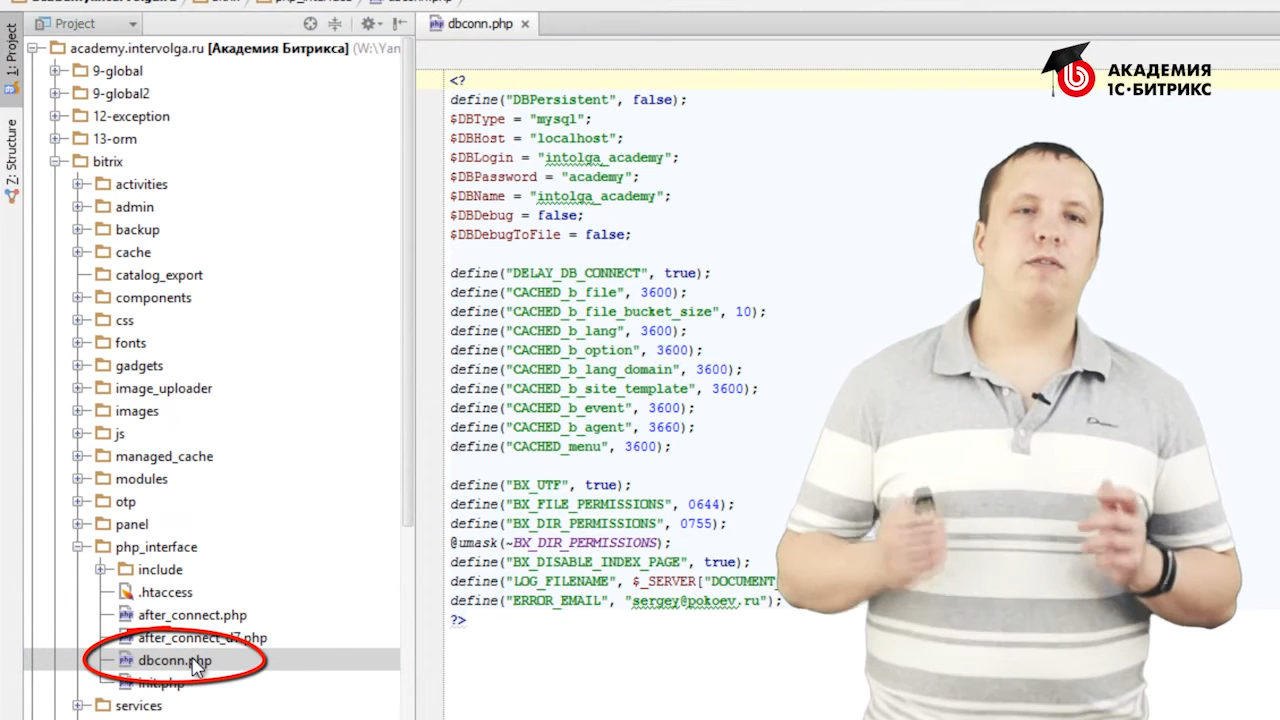 Project
dbconn.php
1: Project
Z: Structure
academy.intervolga.ru [Академия Битрикса] (W:\Yan
9-global
9-global2
12-exception
13-orm
bitrix
activities
admin
backup
cache
catalog_export
components
css
fonts
gadgets
image_uploader
images
js
managed_cache
modules
otp
panel
php_interface
include
.htaccess
after_connect.php
after_connect_d7.php
dbconn.php
init.php
services
<?
define("DBPersistent", false);
$DBType = "mysql";
$DBHost = "localhost";
$DBLogin = "intolga_academy";
$DBPassword = "academy";
$DBName = "intolga_academy";
$DBDebug = false;
$DBDebugToFile = false;
define("DELAY_DB_CONNECT", true);
define("CACHED_b_file", 3600);
define("CACHED_b_file_bucket_size", 10);
define("CACHED_b_lang", 3600);
define("CACHED_b_option", 3600);
define("CACHED_b_lang_domain", 3600);
define("CACHED_b_site_template", 3600);
define("CACHED_b_event", 3600);
define("CACHED_b_agent", 3660);
define("CACHED_menu", 3600);
define("BX_UTF", true);
define("BX_FILE_PERMISSIONS", 0644);
define("BX_DIR_PERMISSIONS", 0755);
@umask(~BX_DIR_PERMISSIONS);
define("BX_DISABLE_INDEX_PAGE", true);
define("LOG_FILENAME", $_SERVER["DOCUMENT_
define("ERROR_EMAIL", "sergey@pokoev.ru");
?>
АКАДЕМИЯ
1С-БИТРИКС